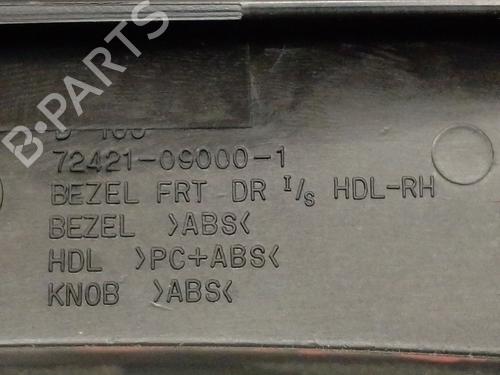 B-PARTS
72421-09000-1
BEZEL FRT DR I/S HDL-RH
BEZEL >ABS<
HDL >PC+ABS<
KNOB >ABS<